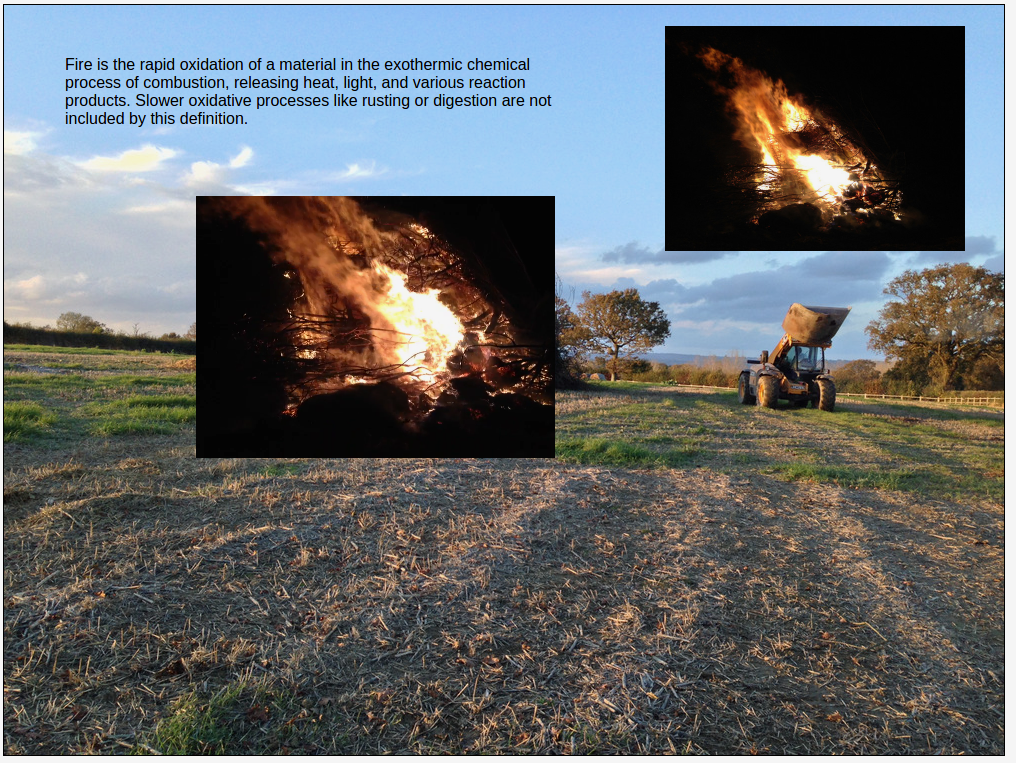 Fire is the rapid oxidation of a material in the exothermic chemical
process of combustion, releasing heat, light, and various reaction
products. Slower oxidative processes like rusting or digestion are not
included by this definition.